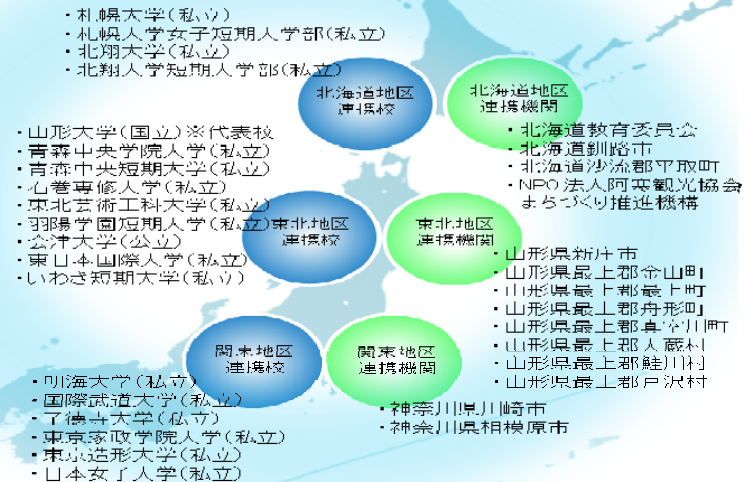 ・札幌大学(私立)
・札幌大学女子短期大学部(私立)
・北翔大学(私立)
・北翔大学短期大学部(私立)
北海道地区
連携校
北海道地区
連携機関
・北海道教育委員会
・北海道釧路市
・北海道沙流郡平取町
・NPO法人阿寒観光協会
まちづくり推進機構
・山形大学(国立)※代表校
・青森中央学院大学(私立)
・青森中央短期大学(私立)
・石巻専修大学(私立)
・東北芸術工科大学(私立)
・羽陽学園短期大学(私立)
・会津大学(公立)
・東日本国際大学(私立)
・いわき短期大学(私立)
東北地区
連携校
東北地区
連携機関
・山形県新庄市
・山形県最上郡金山町
・山形県最上郡最上町
・山形県最上郡舟形町
・山形県最上郡真室川町
・山形県最上郡大蔵村
・山形県最上郡鮭川村
・山形県最上郡戸沢村
関東地区
連携校
関東地区
連携機関
・明海大学(私立)
・国際武道大学(私立)
・了徳寺大学(私立)
・東京家政学院大学(私立)
・東京造形大学(私立)
・日本女子大学(私立)
・神奈川県川崎市
・神奈川県相模原市